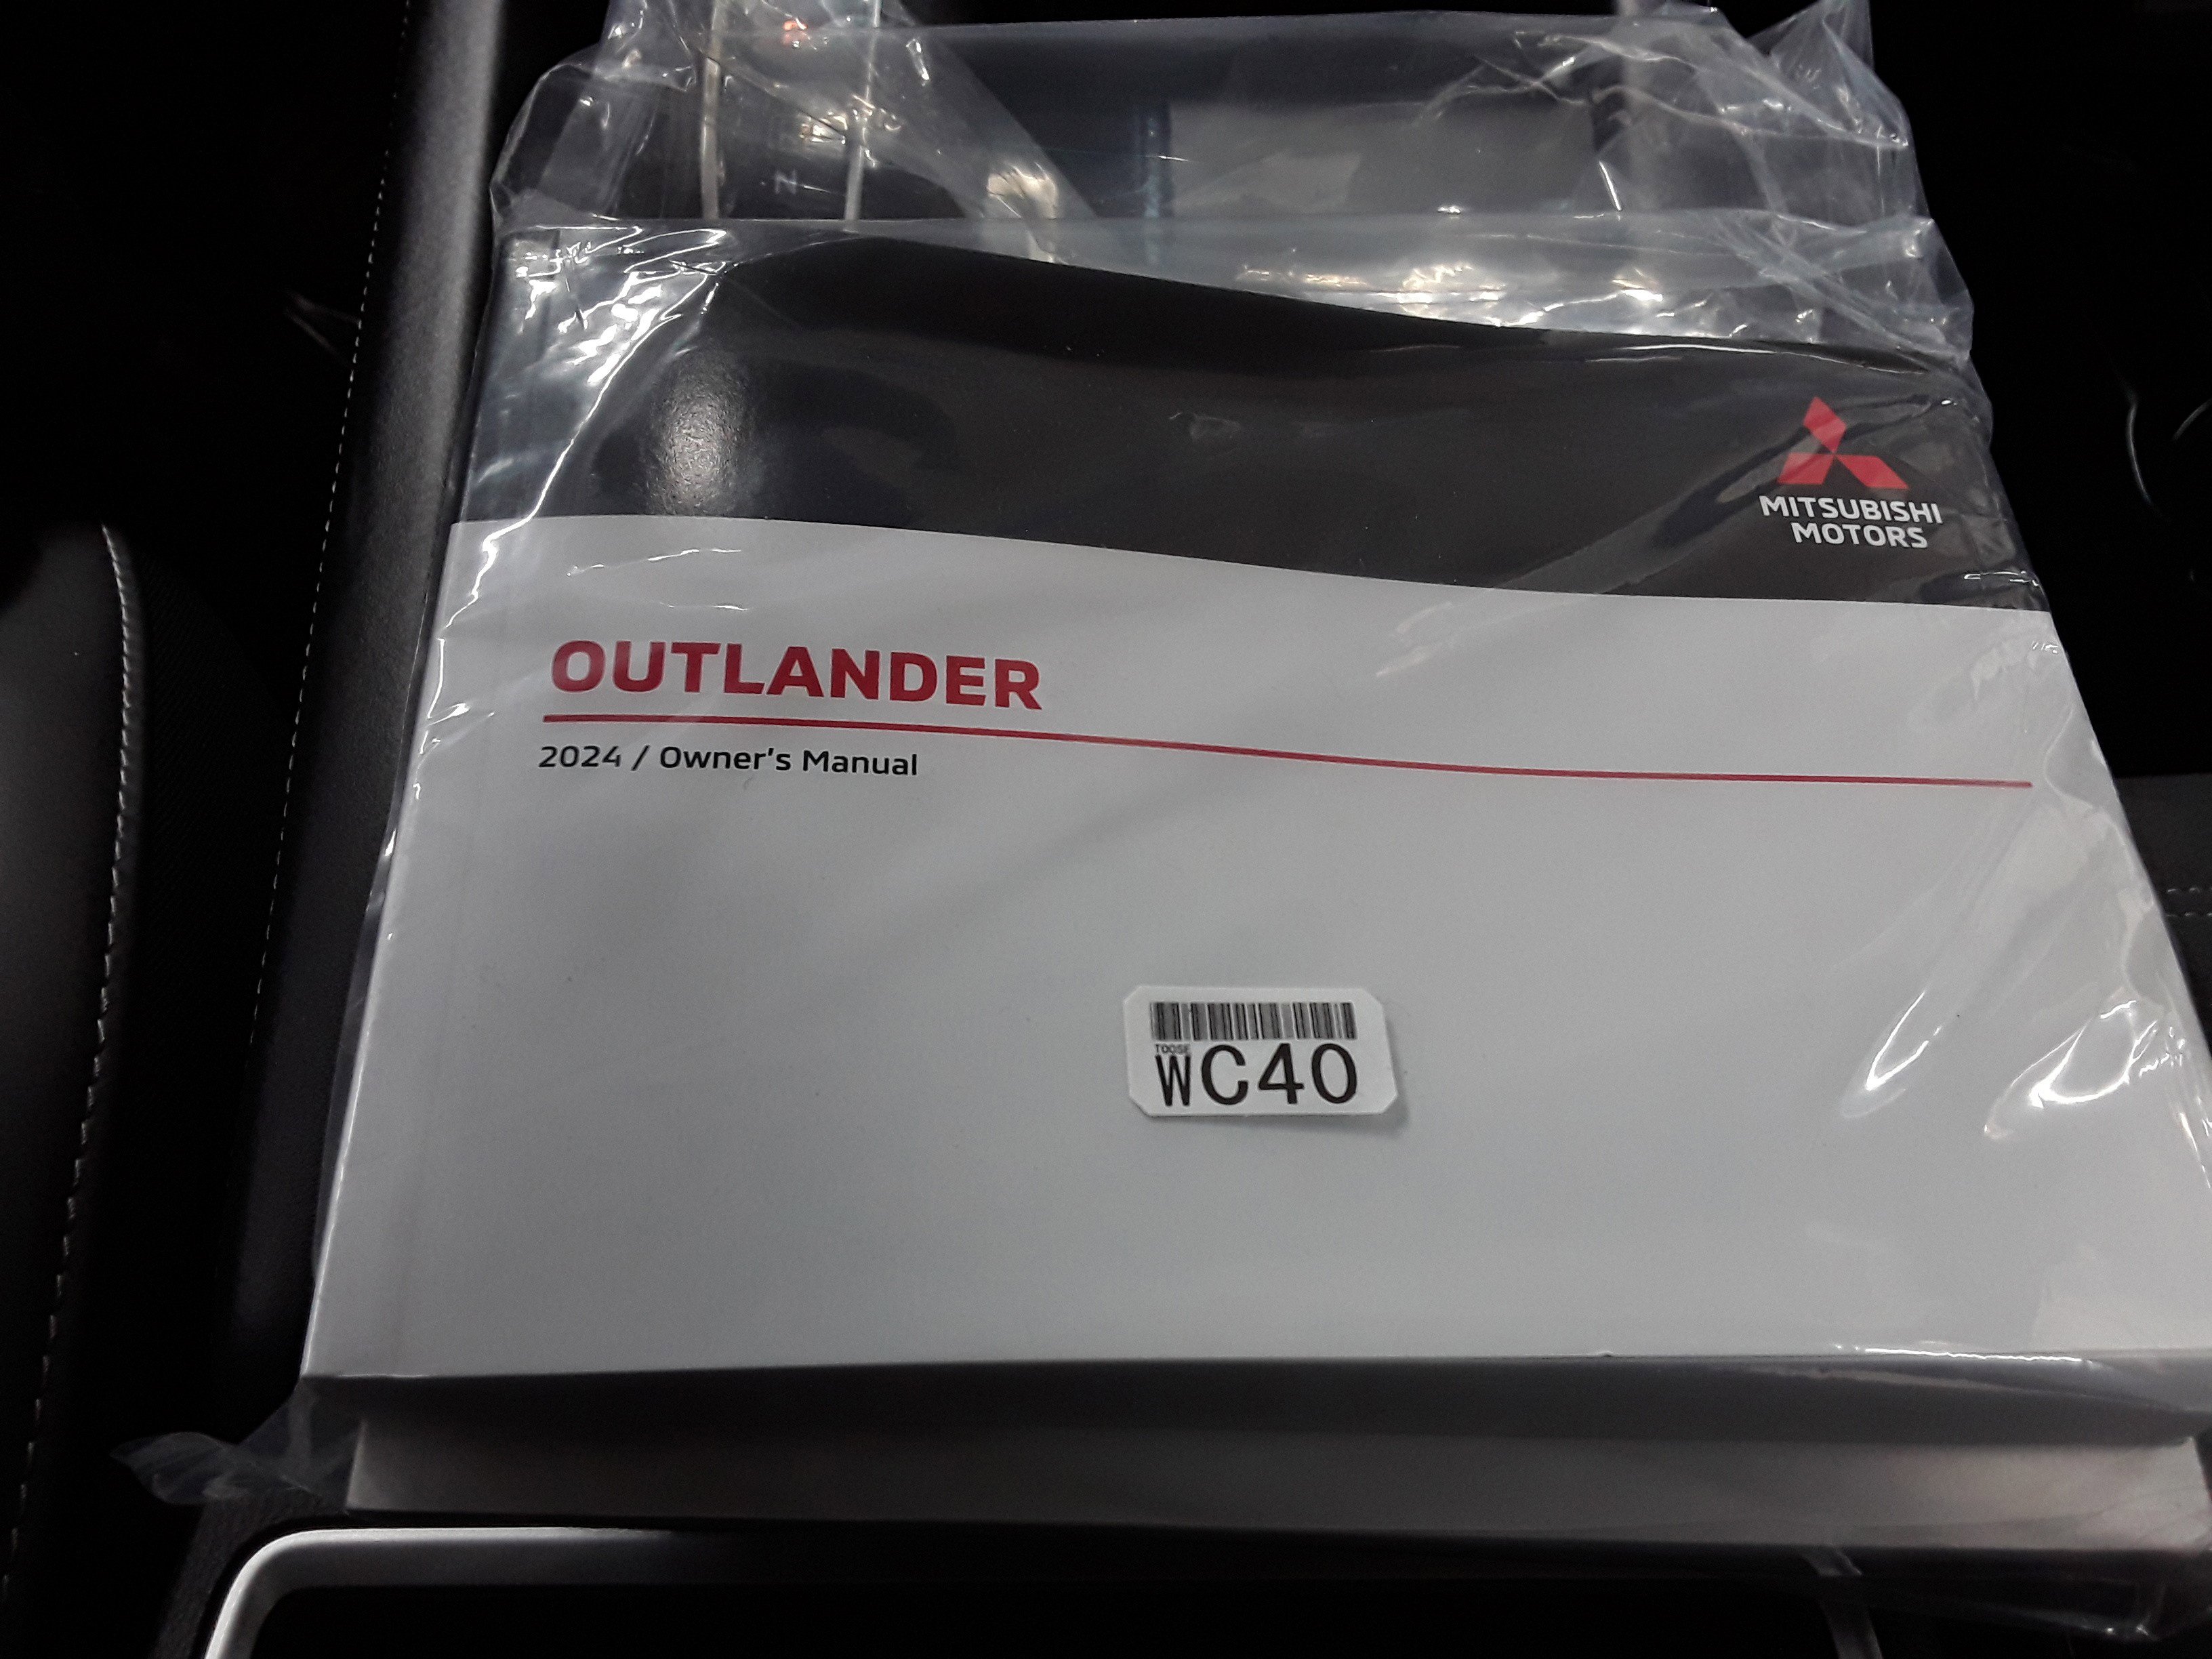 MITSUBISHI
MOTORS
OUTLANDER
2024 / Owner's Manual
WC40